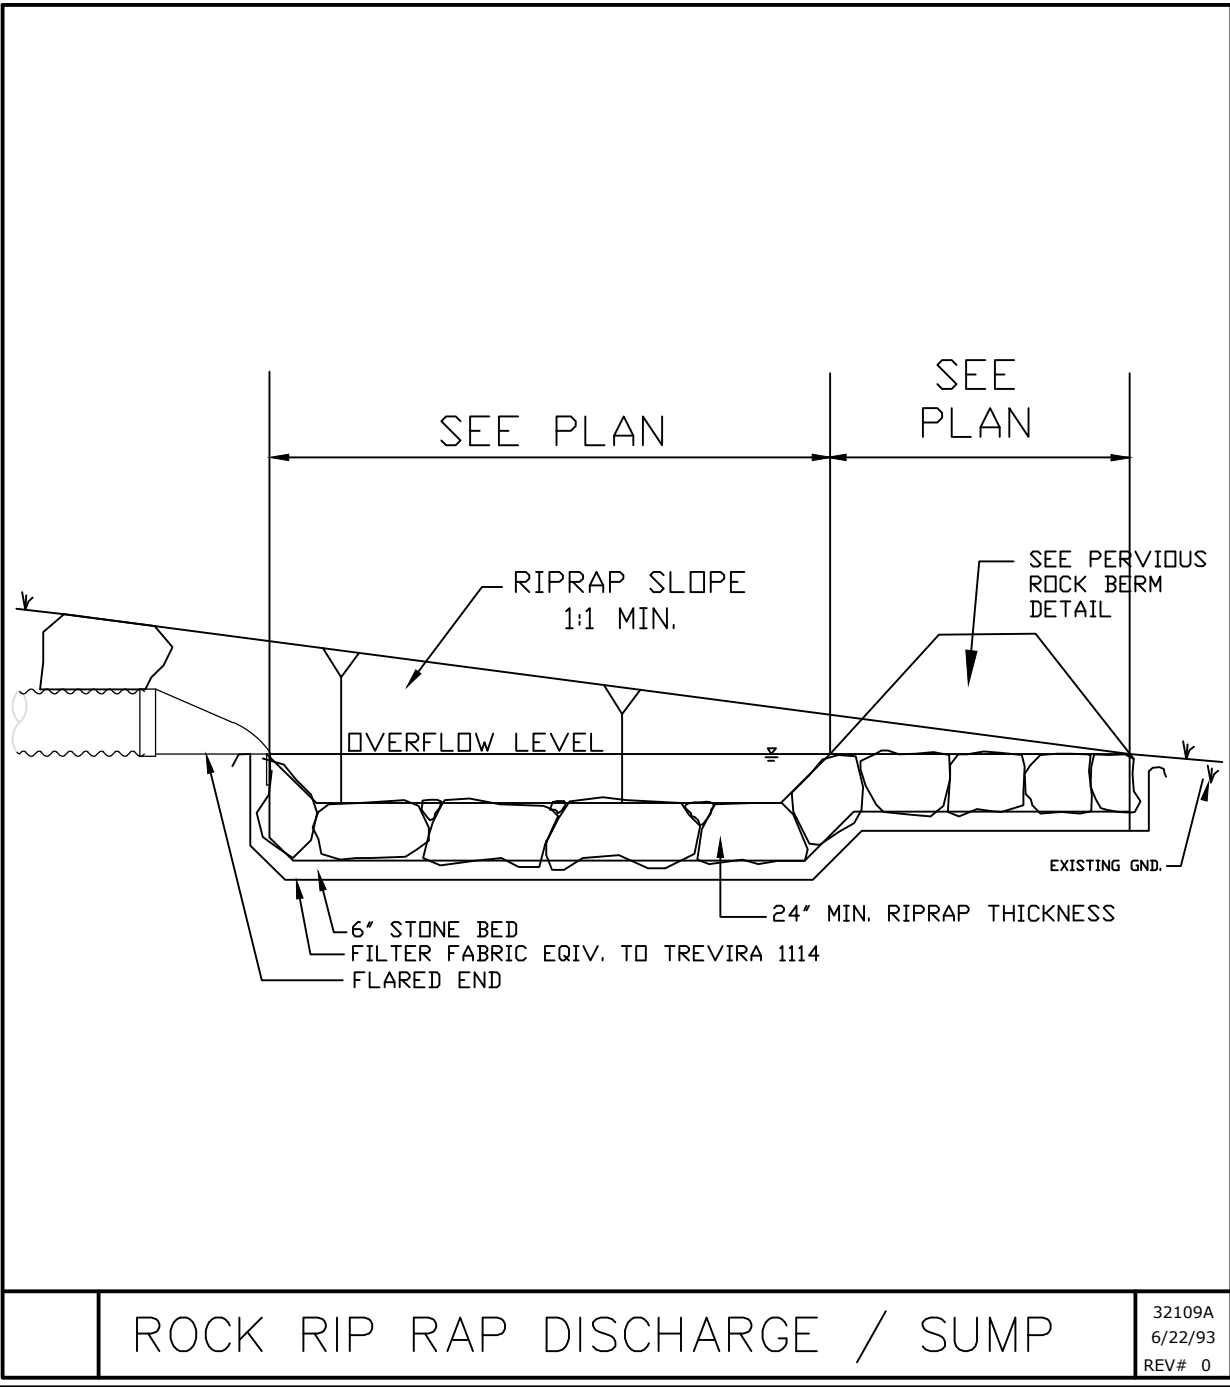 SEE
PLAN
SEE PLAN
SEE PERVIOUS
ROCK BERM
DETAIL
RIPRAP SLOPE
1:1 MIN.
OVERFLOW LEVEL
EXISTING GND.
24" MIN. RIPRAP THICKNESS
6" STONE BED
FILTER FABRIC EQIV. TO TREVIRA 1114
FLARED END
ROCK RIP RAP DISCHARGE / SUMP
32109A
6/22/93
REV# 0